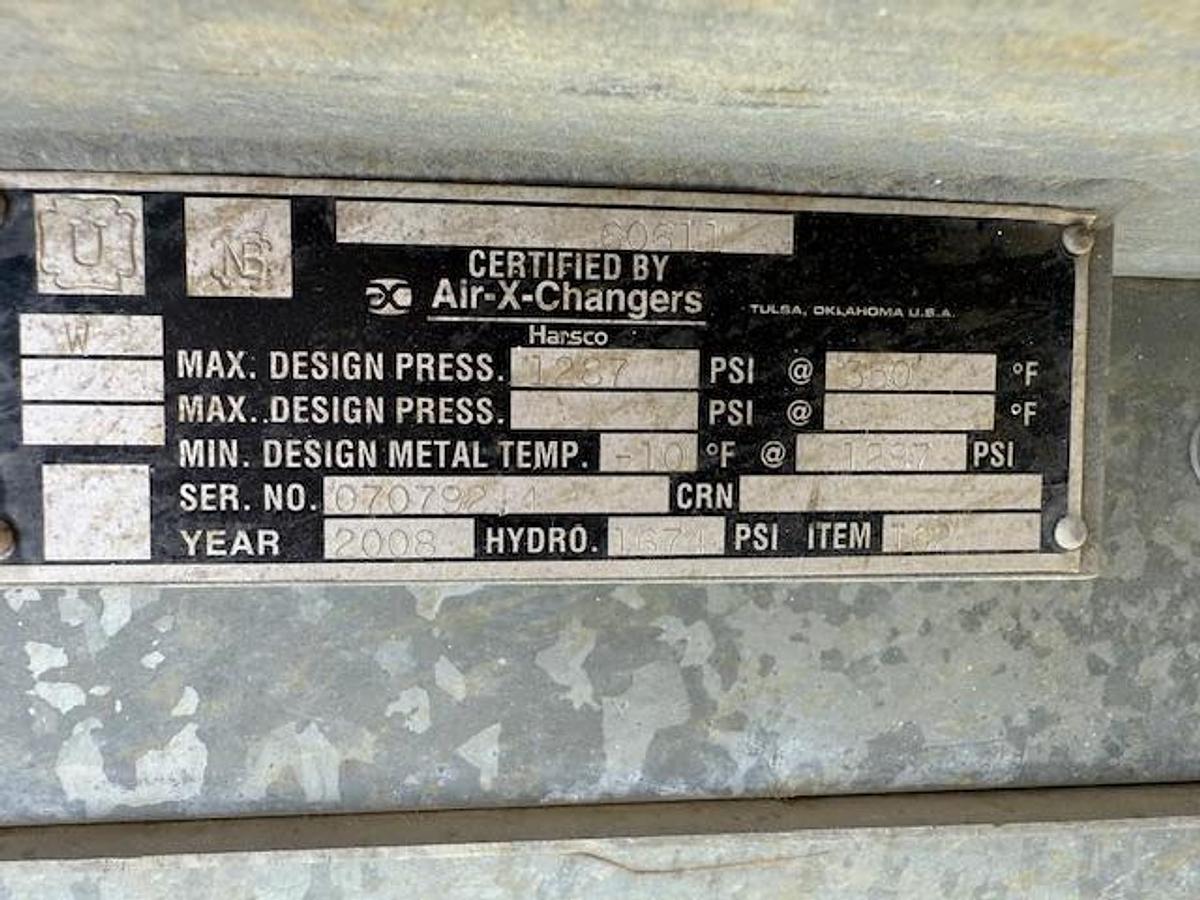 U NB 60611
CERTIFIED BY
Air-X-Changers TULSA, OKLAHOMA U.S.A.
Harsco
W
MAX. DESIGN PRESS. 1287 PSI @ 350 °F
MAX. DESIGN PRESS. PSI @ °F
MIN. DESIGN METAL TEMP. -10 °F @ 1287 PSI
SER. NO. CRN
YEAR 2008 HYDRO. PSI ITEM